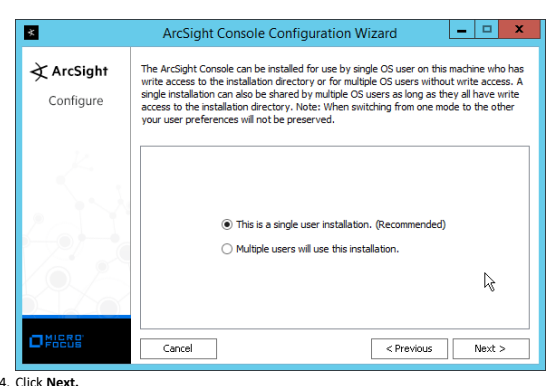 ArcSight Console Configuration Wizard
ArcSight
Configure
The ArcSight Console can be installed for use by single OS user on this machine who has
write access to the installation directory or for multiple OS users without write access. A
single installation can also be shared by multiple OS users as long as they all have write
access to the installation directory. Note: When switching from one mode to the other
your user preferences will not be preserved.
This is a single user installation. (Recommended)
Multiple users will use this installation.
MICRO
FOCUS
Cancel
< Previous
Next >
4. Click Next.